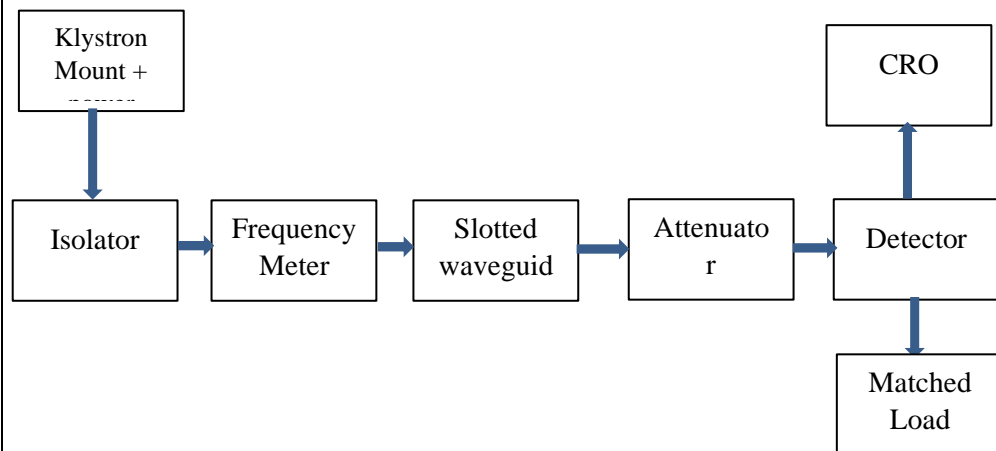 Klystron
Mount +
CRO
Isolator
Frequency
Meter
Slotted
waveguid
Attenuato
r
Detector
Matched
Load